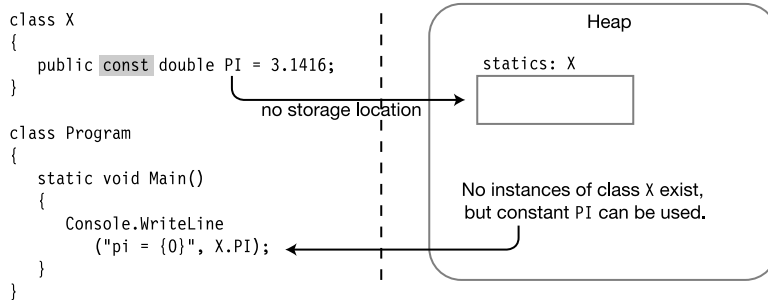 class X
{
public const double PI = 3.1416;
}
no storage location
class Program
{
static void Main()
{
Console.WriteLine
("pi = {0}", X.PI);
}
}
Heap
statics: X
No instances of class X exist,
but constant PI can be used.